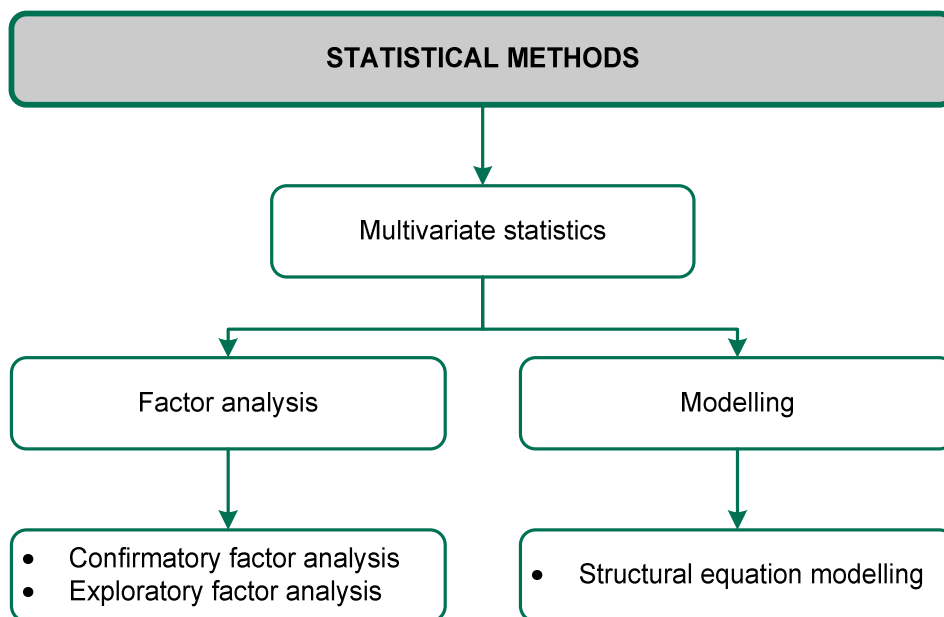 STATISTICAL METHODS
Multivariate statistics
Factor analysis
Modelling
• Confirmatory factor analysis
• Exploratory factor analysis
• Structural equation modelling